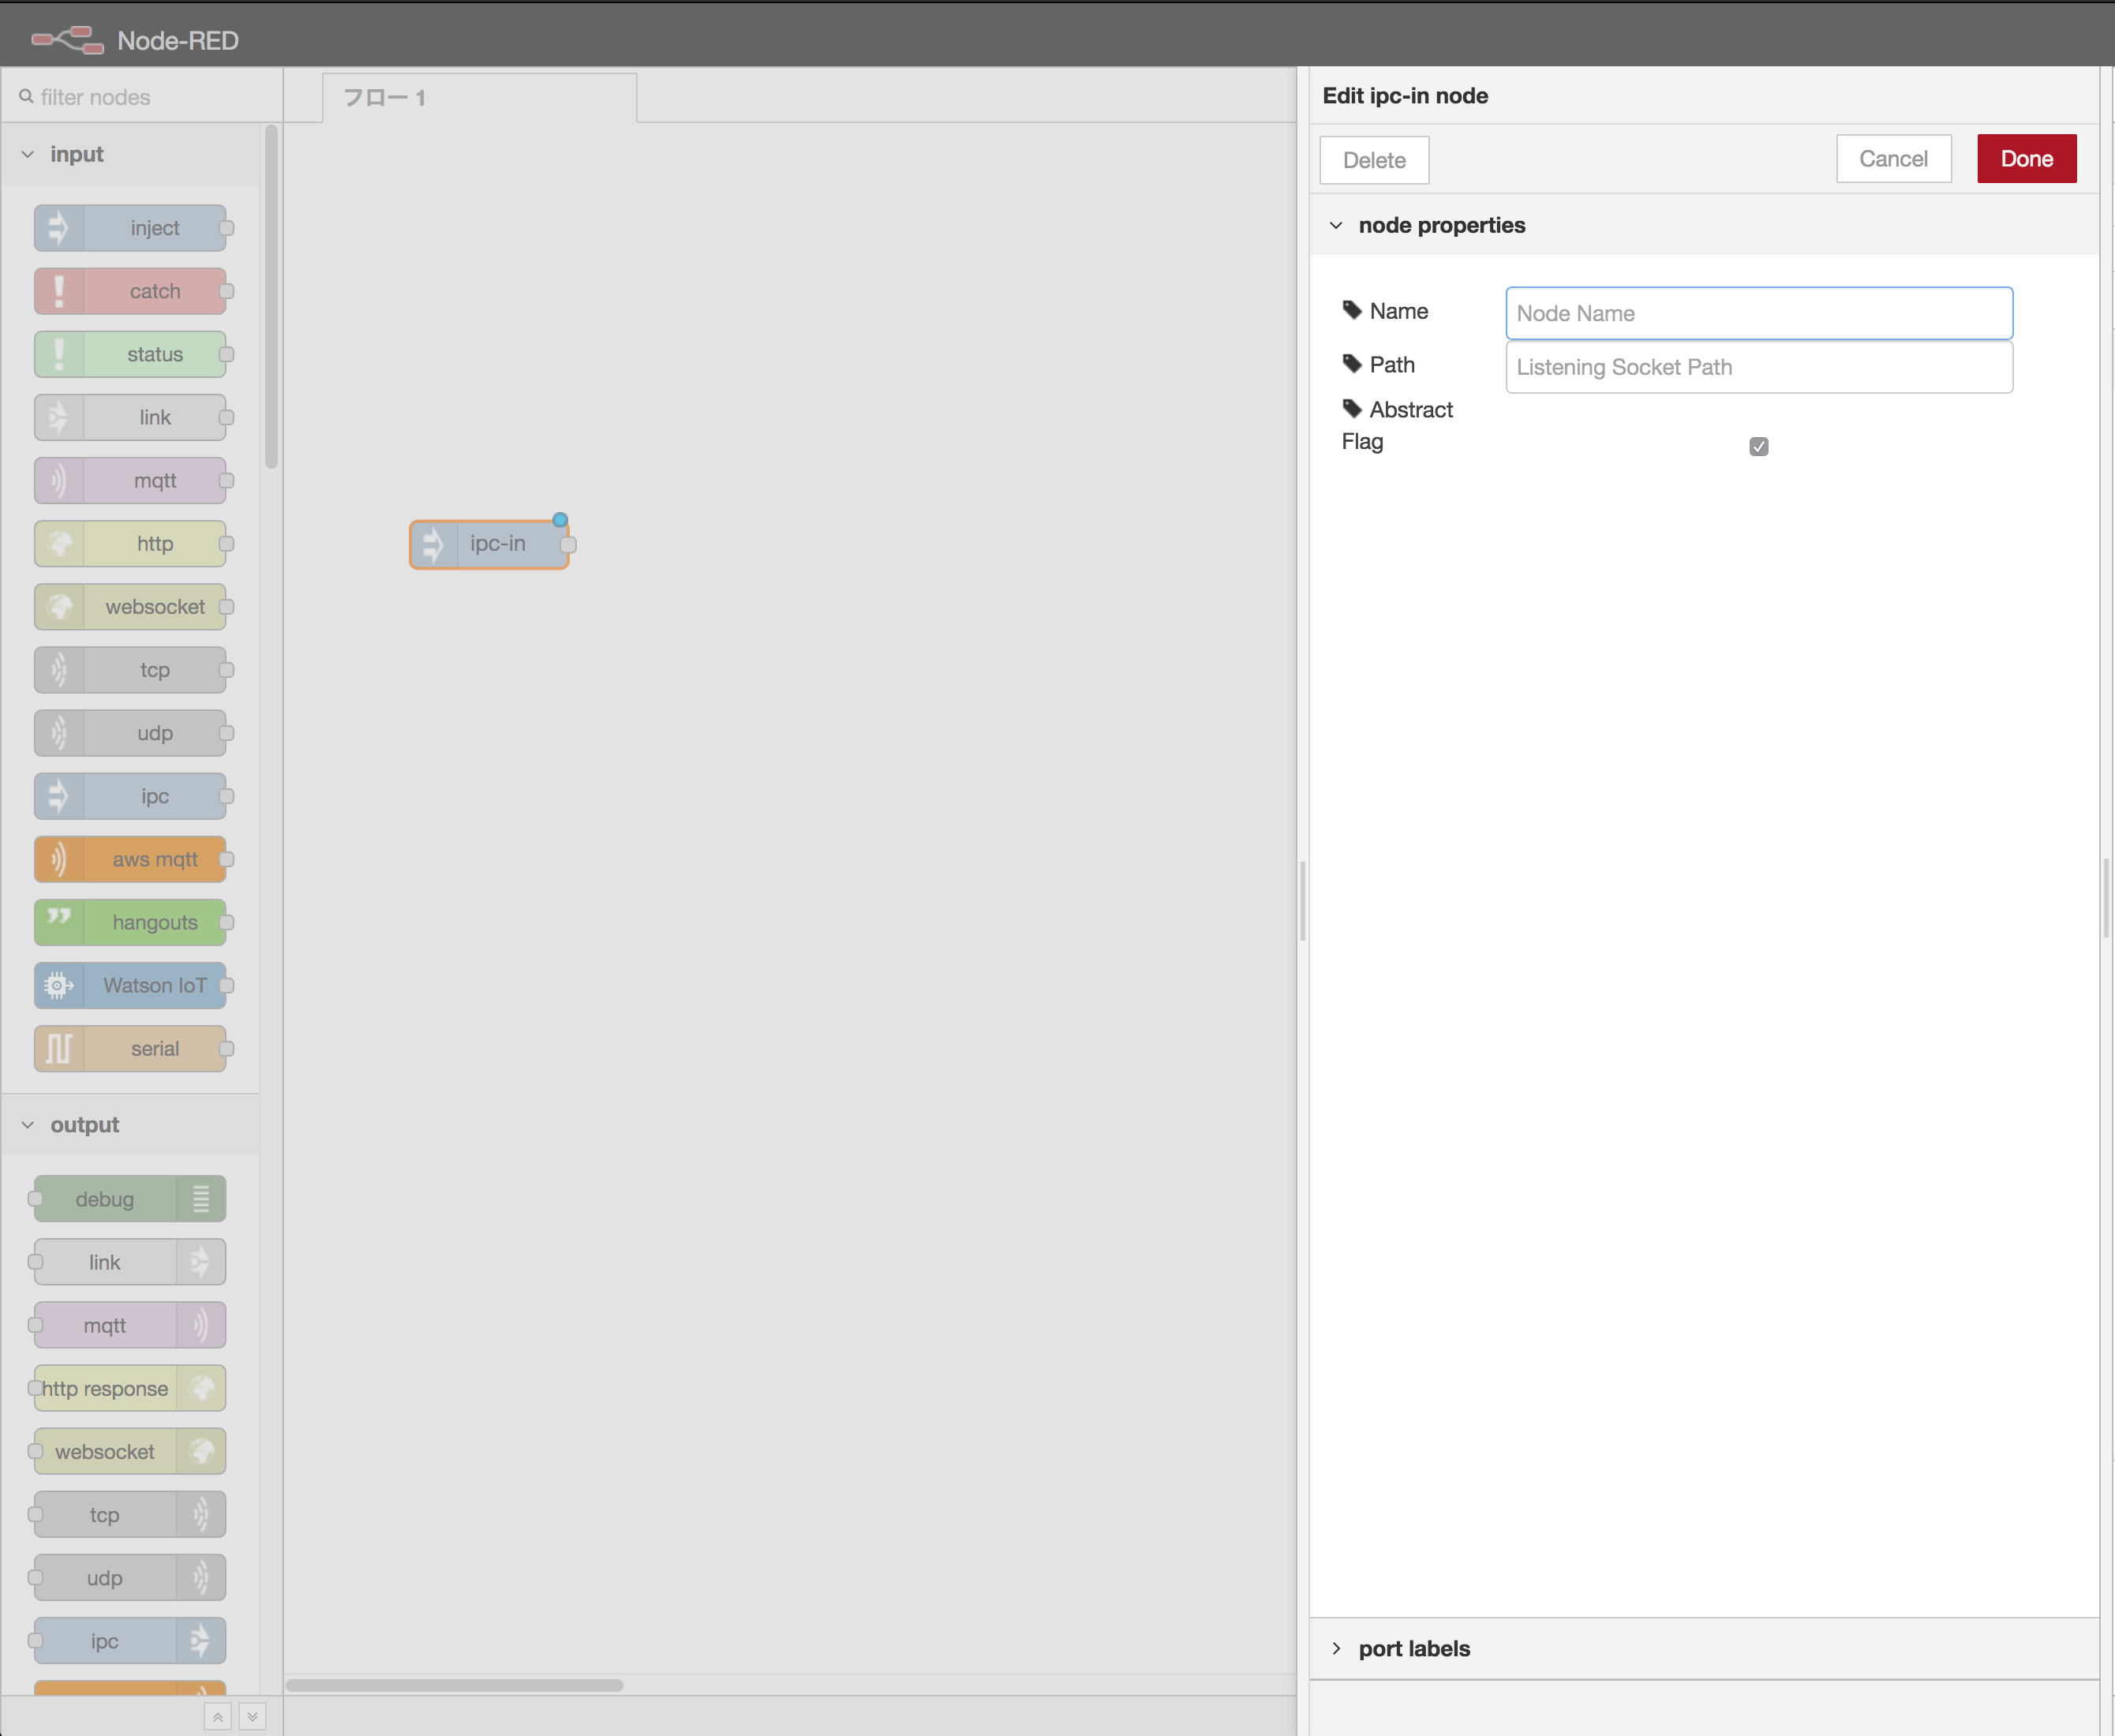 Node-RED
filter nodes
input
inject
catch
status
link
mqtt
http
websocket
tcp
udp
ipc
aws mqtt
hangouts
Watson IoT
serial
output
debug
link
mqtt
http response
websocket
tcp
udp
ipc
フロー 1
ipc-in
Edit ipc-in node
Delete
Cancel
Done
node properties
Name
Node Name
Path
Listening Socket Path
Abstract
Flag
port labels